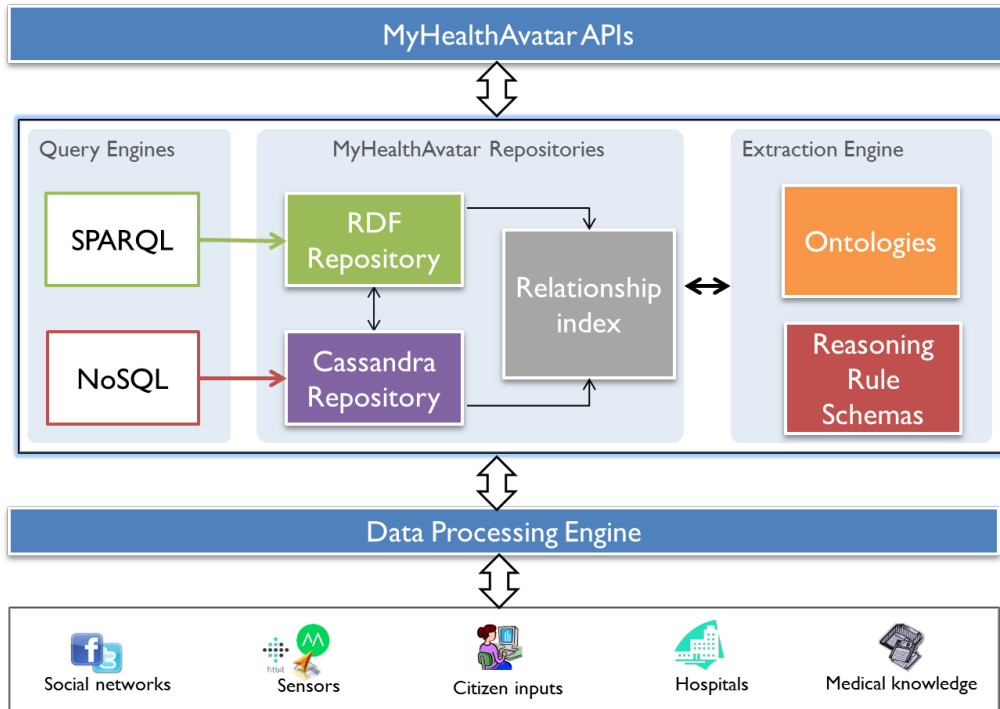 MyHealthAvatar APIs
Query Engines
MyHealthAvatar Repositories
Extraction Engine
SPARQL
RDF
Repository
Ontologies
Relationship
index
NoSQL
Cassandra
Repository
Reasoning
Rule
Schemas
Data Processing Engine
fitbit
Social networks
Sensors
Citizen inputs
Hospitals
Medical knowledge